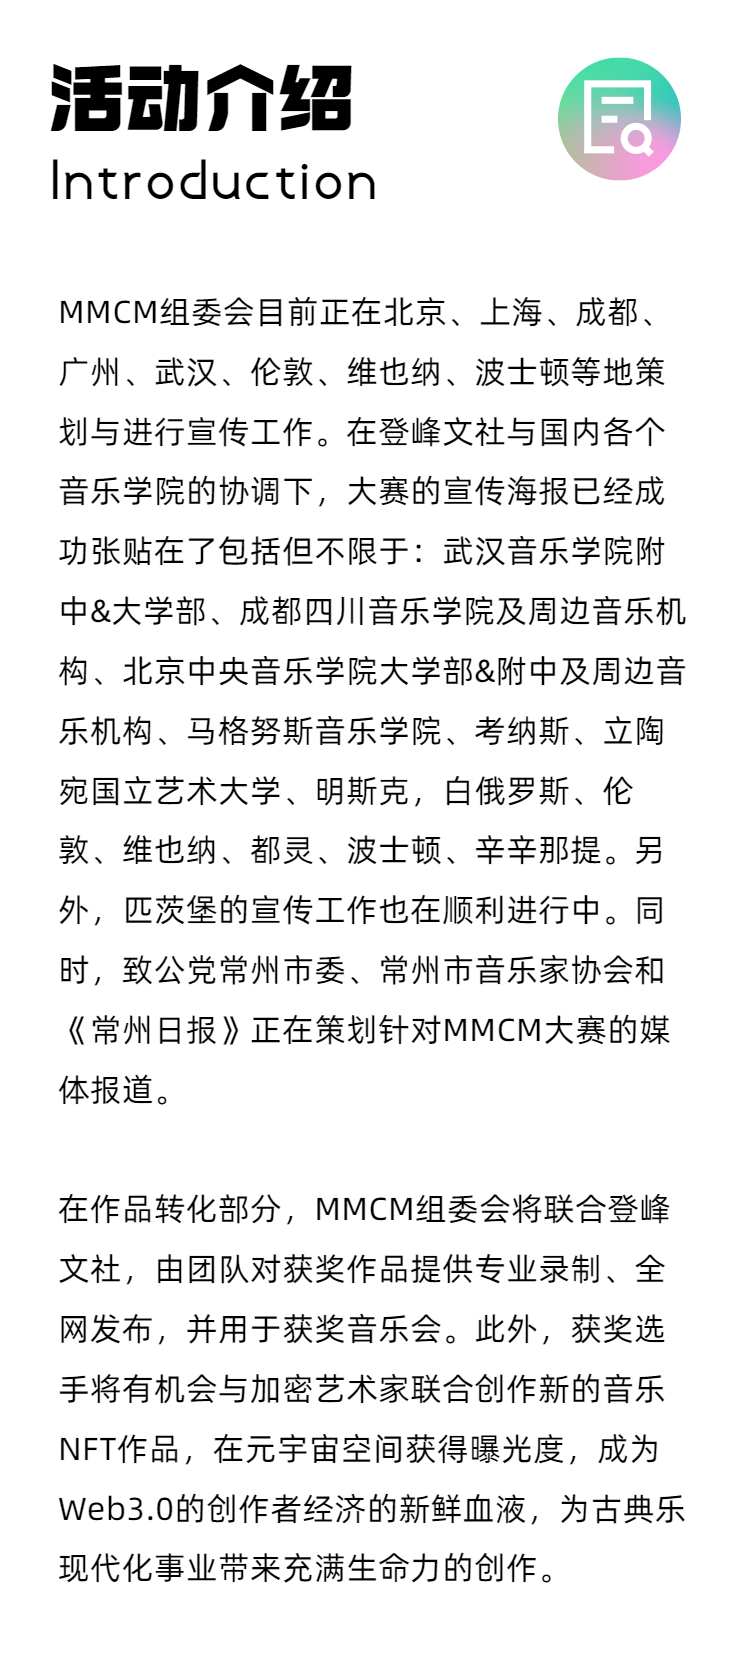 活动介绍
Introduction
MMCM组委会目前正在北京、上海、成都、
广州、武汉、伦敦、维也纳、波士顿等地策
划与进行宣传工作。在登峰文社与国内各个
音乐学院的协调下，大赛的宣传海报已经成
功张贴在了包括但不限于：武汉音乐学院附
中&大学部、成都四川音乐学院及周边音乐机
构、北京中央音乐学院大学部&附中及周边音
乐机构、马格努斯音乐学院、考纳斯、立陶
宛国立艺术大学、明斯克，白俄罗斯、伦
敦、维也纳、都灵、波士顿、辛辛那提。另
外，匹茨堡的宣传工作也在顺利进行中。同
时，致公党常州市委、常州市音乐家协会和
《常州日报》正在策划针对MMCM大赛的媒
体报道。
在作品转化部分，MMCM组委会将联合登峰
文社，由团队对获奖作品提供专业录制、全
网发布，并用于获奖音乐会。此外，获奖选
手将有机会与加密艺术家联合创作新的音乐
NFT作品，在元宇宙空间获得曝光度，成为
Web3.0的创作者经济的新鲜血液，为古典乐
现代化事业带来充满生命力的创作。